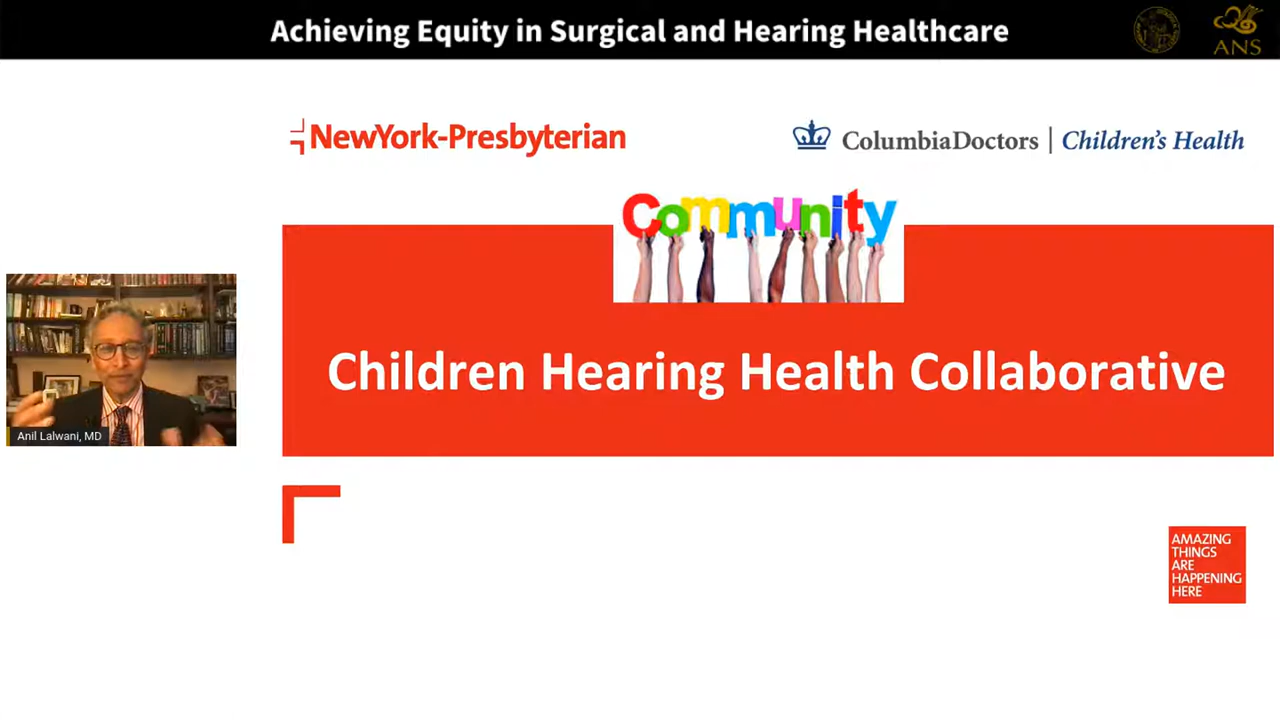 Achieving Equity in Surgical and Hearing Healthcare
ANS
NewYork-Presbyterian
ColumbiaDoctors | Children's Health
Community
Children Hearing Health Collaborative
Anil Lalwani, MD
AMAZING
THINGS
ARE
HAPPENING
HERE